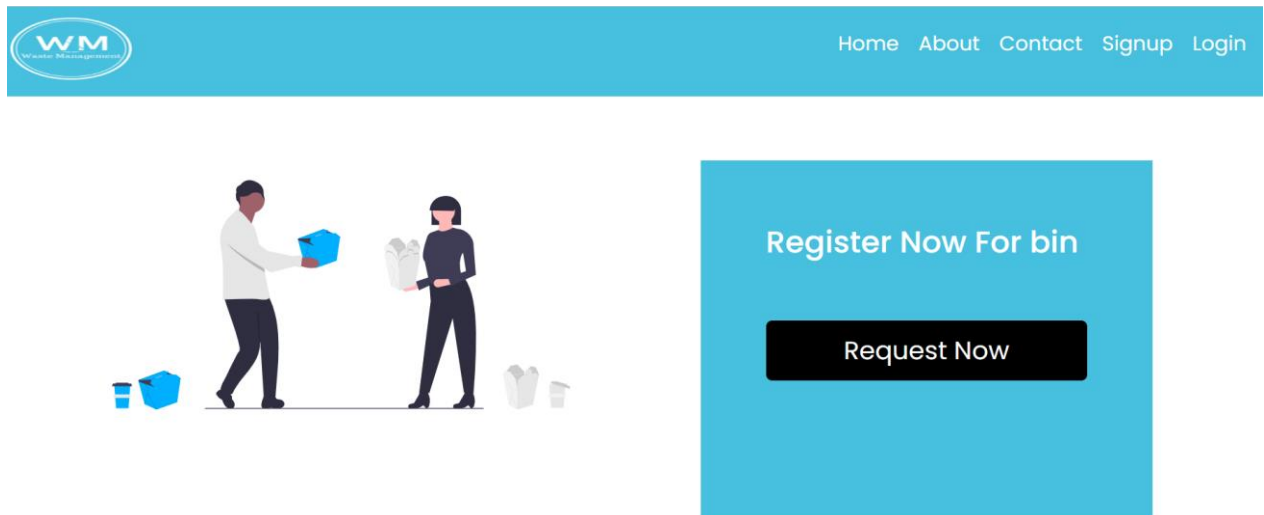 WM
Waste Management
Home About Contact Signup Login
Register Now For bin
Request Now